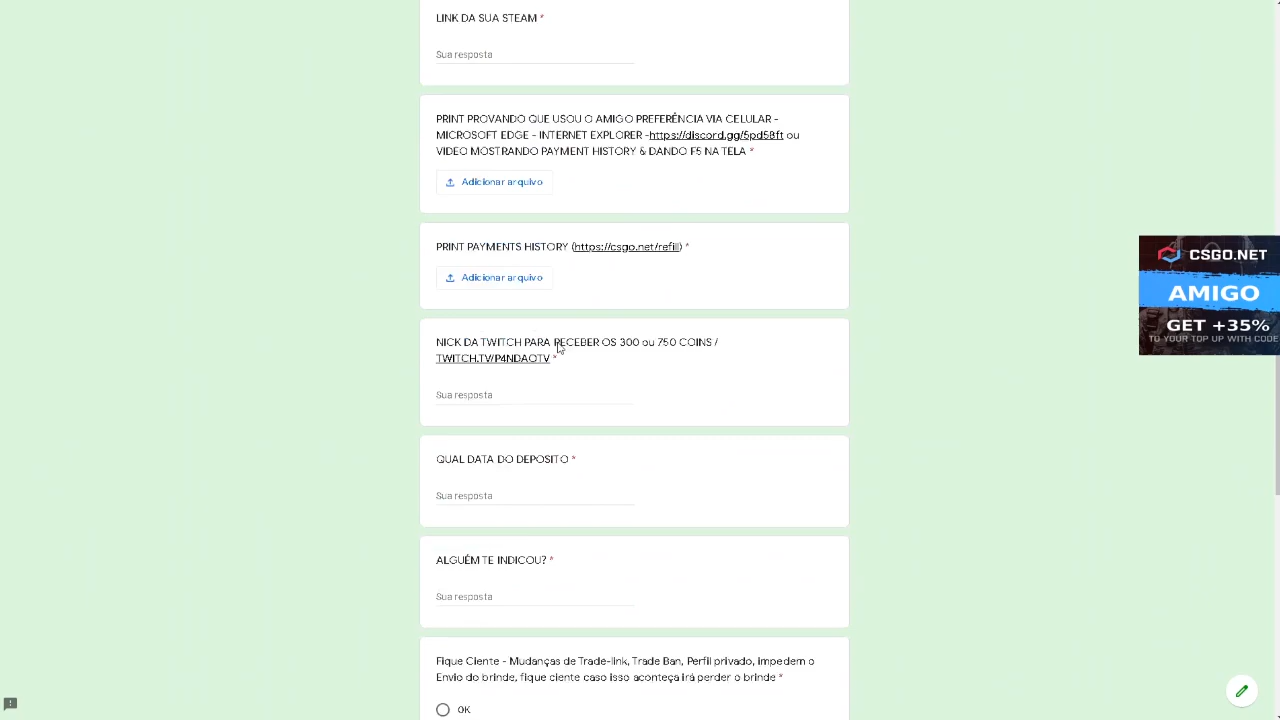 LINK DA SUA STEAM *
Sua resposta
PRINT PROVANDO QUE USOU O AMIGO PREFERÊNCIA VIA CELULAR -
MICROSOFT EDGE - INTERNET EXPLORER -https://discord.gg/5pd58ft ou
VIDEO MOSTRANDO PAYMENT HISTORY & DANDO F5 NA TELA *
Adicionar arquivo
PRINT PAYMENTS HISTORY (https://csgo.net/refill) *
Adicionar arquivo
CSGO.NET
AMIGO
GET +35%
TO YOUR TOP UP WITH CODE
NICK DA TWITCH PARA RECEBER OS 300 ou 750 COINS /
TWITCH.TV/P4NDAOTV *
Sua resposta
QUAL DATA DO DEPOSITO *
Sua resposta
ALGUÉM TE INDICOU? *
Sua resposta
Fique Ciente - Mudanças de Trade-link, Trade Ban, Perfil privado, impedem o
Envio do brinde, fique ciente caso isso aconteça irá perder o brinde *
OK